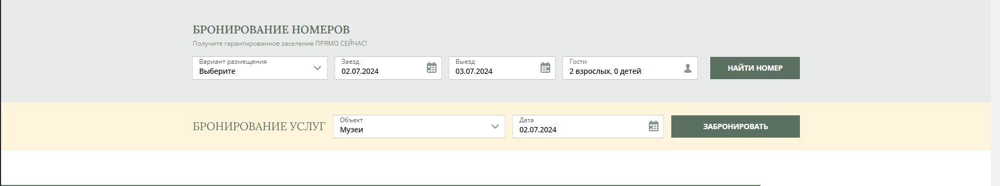 БРОНИРОВАНИЕ НОМЕРОВ
Получите гарантированное заселение ПРЯМО СЕЙЧАС!
Вариант размещения
Выберите
Заезд
02.07.2024
Выезд
03.07.2024
Гости
2 взрослых, 0 детей
НАЙТИ НОМЕР
БРОНИРОВАНИЕ УСЛУГ
Объект
Музеи
Дата
02.07.2024
ЗАБРОНИРОВАТЬ